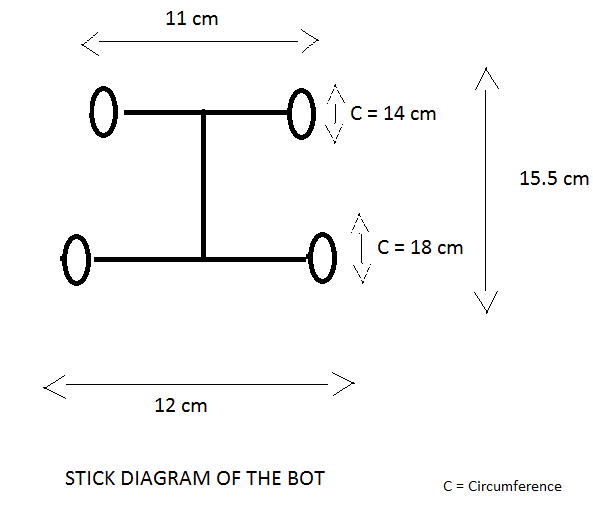 11 cm
C = 14 cm
15.5 cm
C = 18 cm
12 cm
STICK DIAGRAM OF THE BOT
C = Circumference